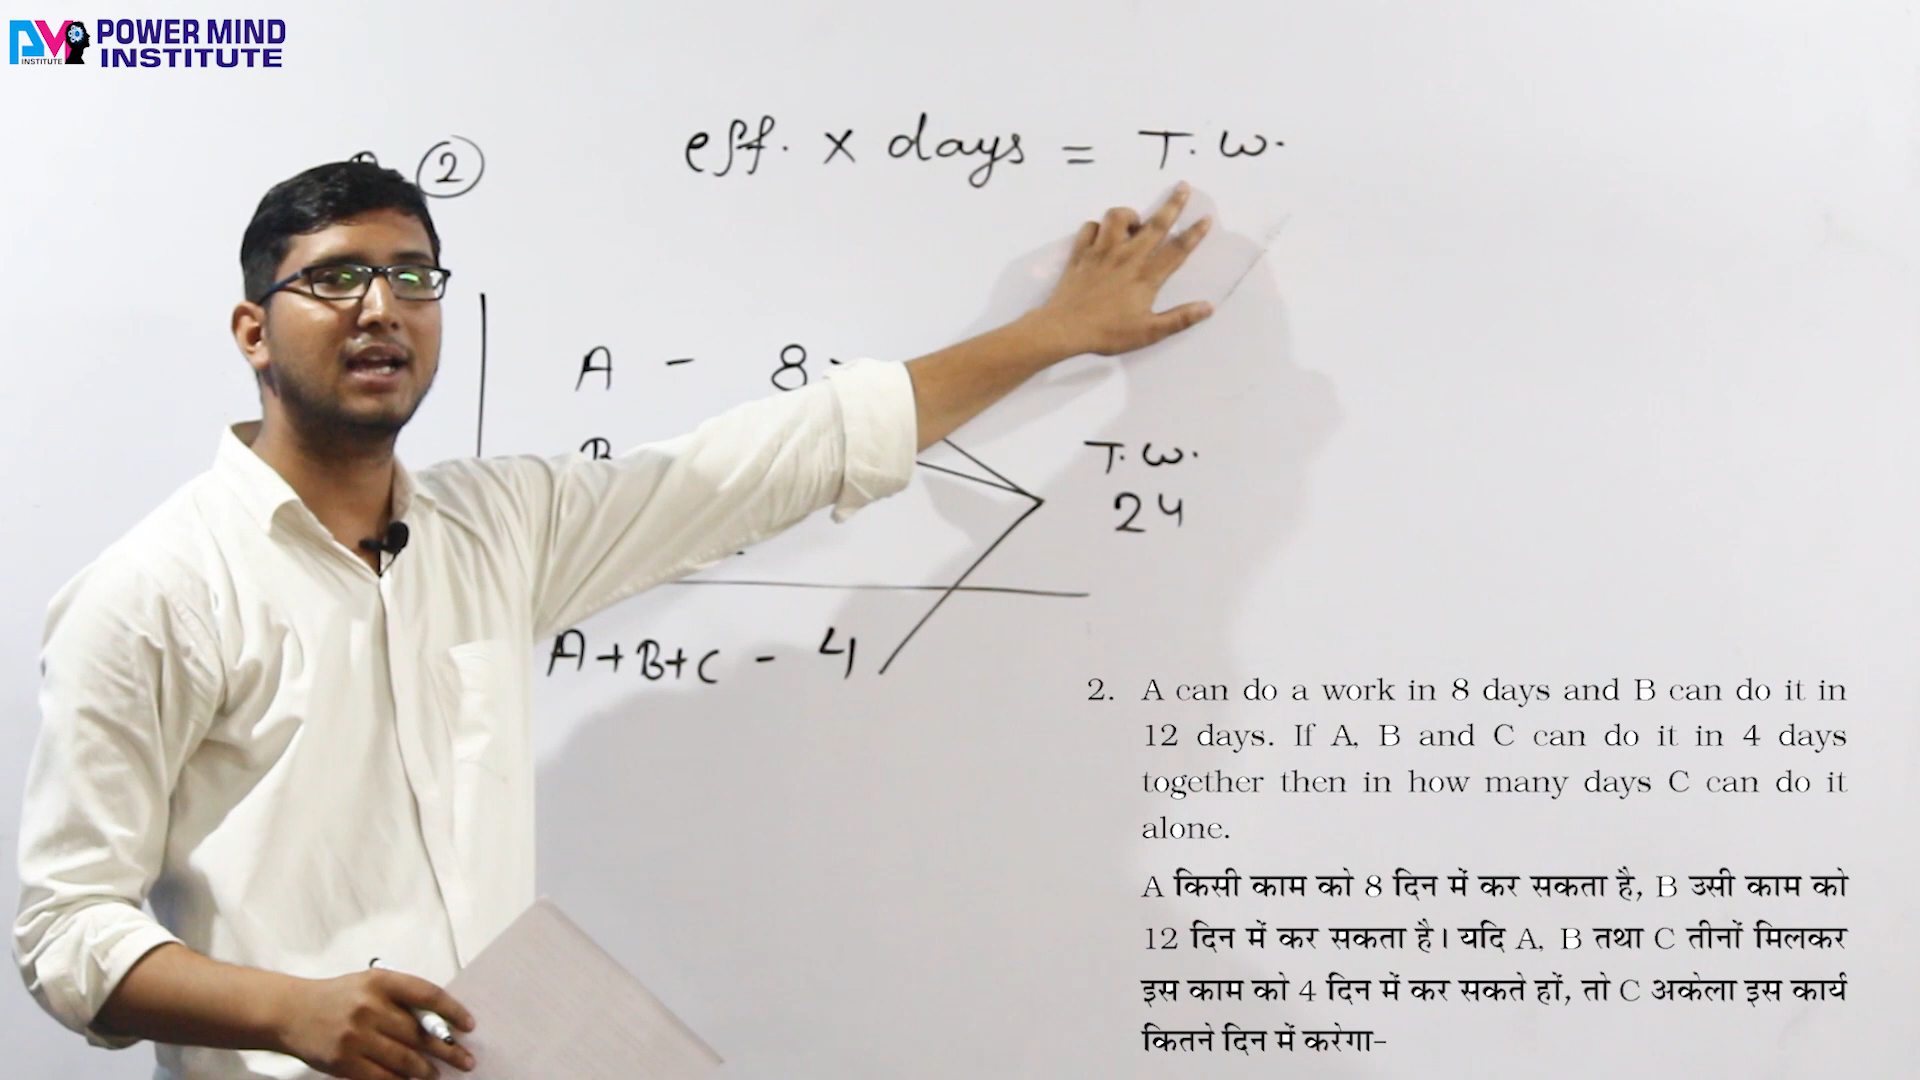 POWER MIND
INSTITUTE
INSTITUTE
eff. x days = T.W.
2
A - 8
B
T.W.
24
A+B+C - 4
2. A can do a work in 8 days and B can do it in
12 days. If A, B and C can do it in 4 days
together then in how many days C can do it
alone.
A किसी काम को 8 दिन में कर सकता है, B उसी काम को
12 दिन में कर सकता है। यदि A, B तथा C तीनों मिलकर
इस काम को 4 दिन में कर सकते हों, तो C अकेला इस कार्य
कितने दिन में करेगा-